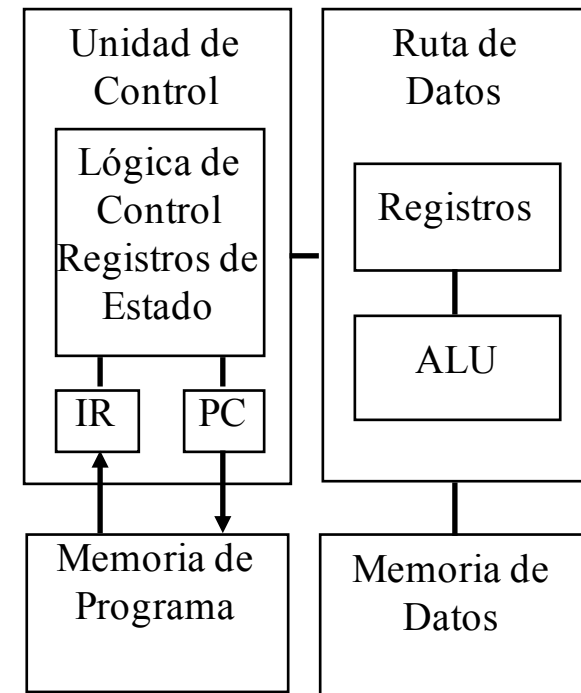 Unidad de
Control
Lógica de
Control
Registros de
Estado
IR
PC
Memoria de
Programa
Ruta de
Datos
Registros
ALU
Memoria de
Datos